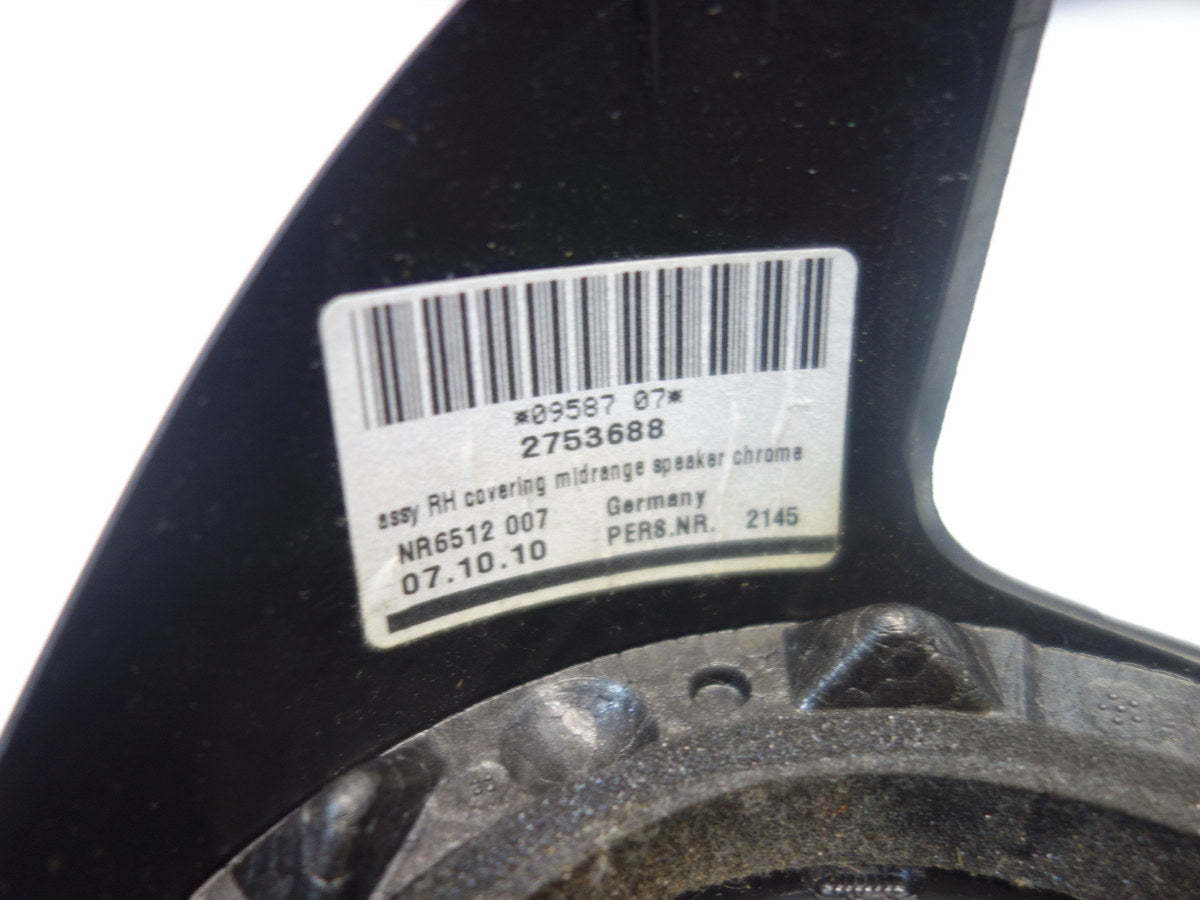 *09587 07*
2753688
assy RH covering midrange speaker chrome
NR6512 007 Germany
07.10.10 PERS.NR. 2145